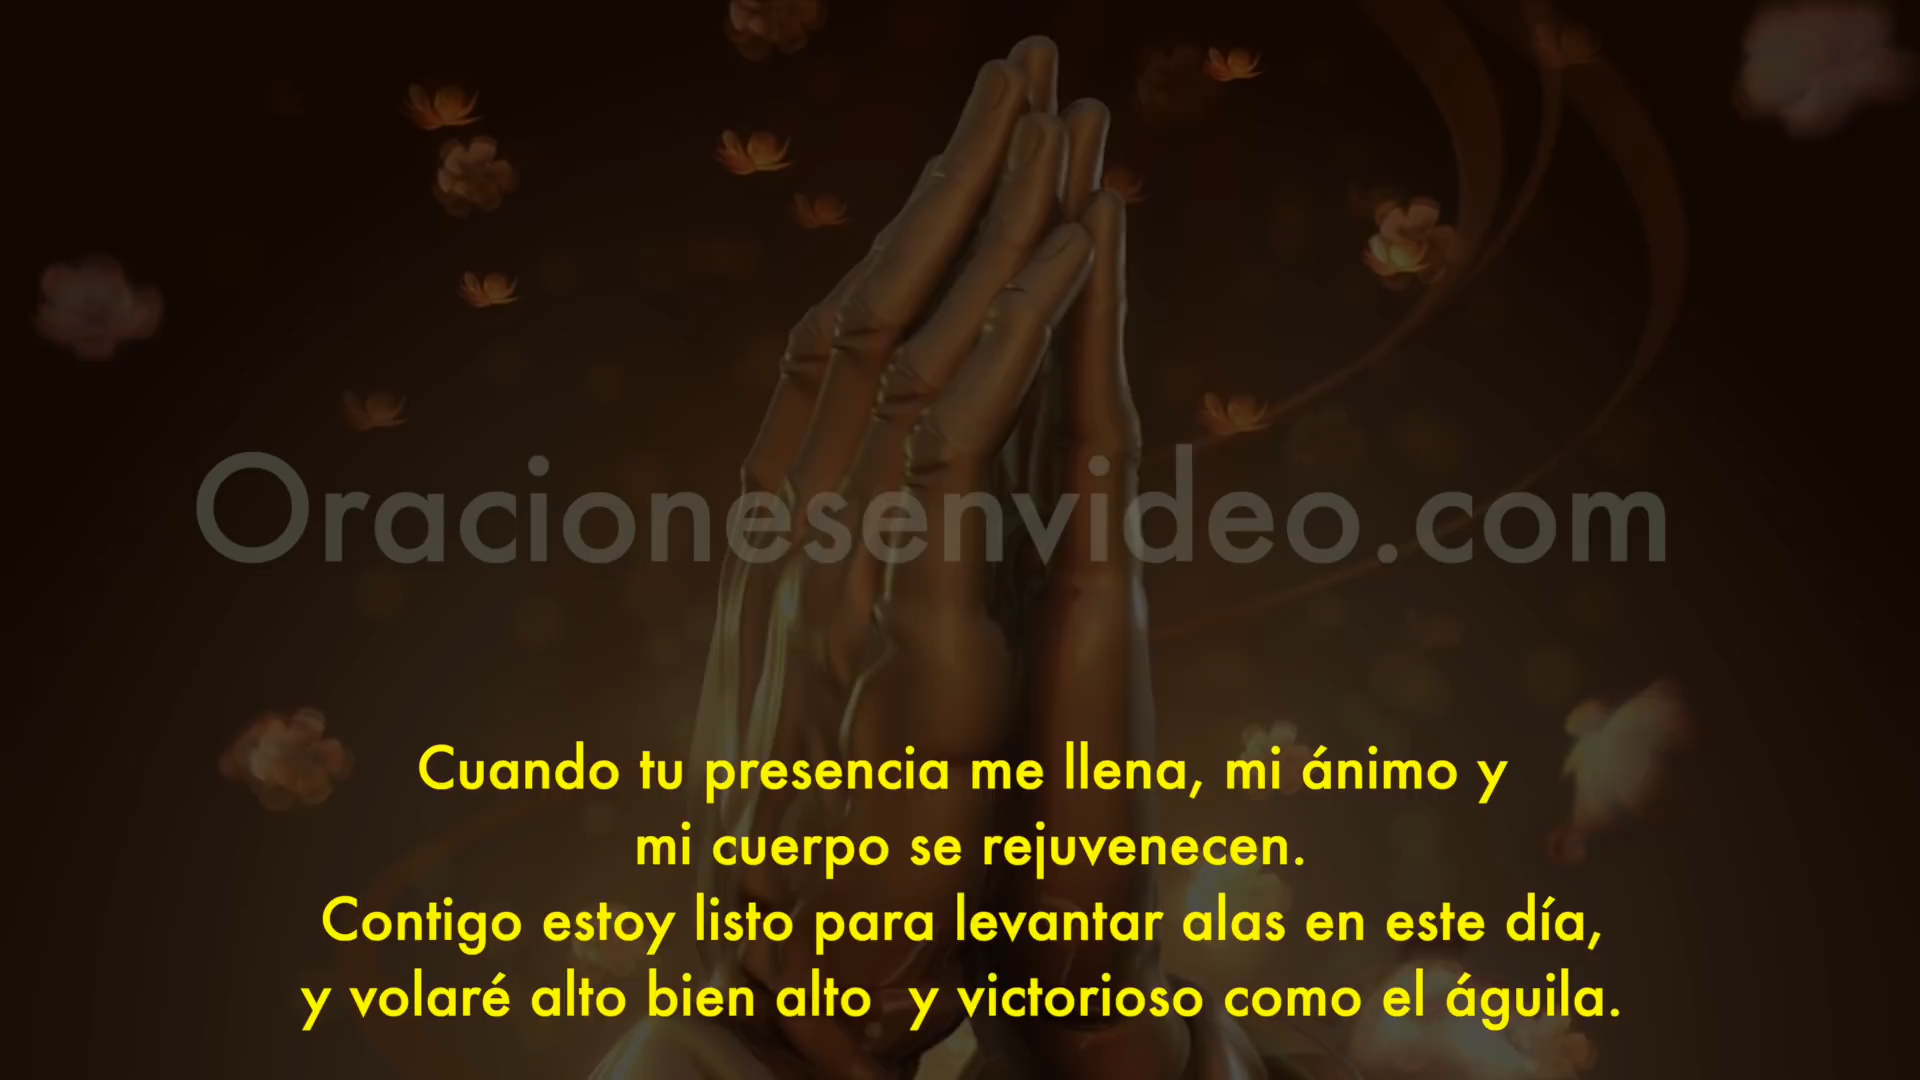 Oracionesenvideo.com
Cuando tu presencia me llena, mi ánimo y
mi cuerpo se rejuvenecen.
Contigo estoy listo para levantar alas en este día,
y volaré alto bien alto  y victorioso como el águila.